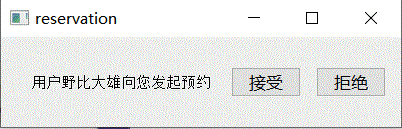 reservation
用户野比大雄向您发起预约
接受
拒绝